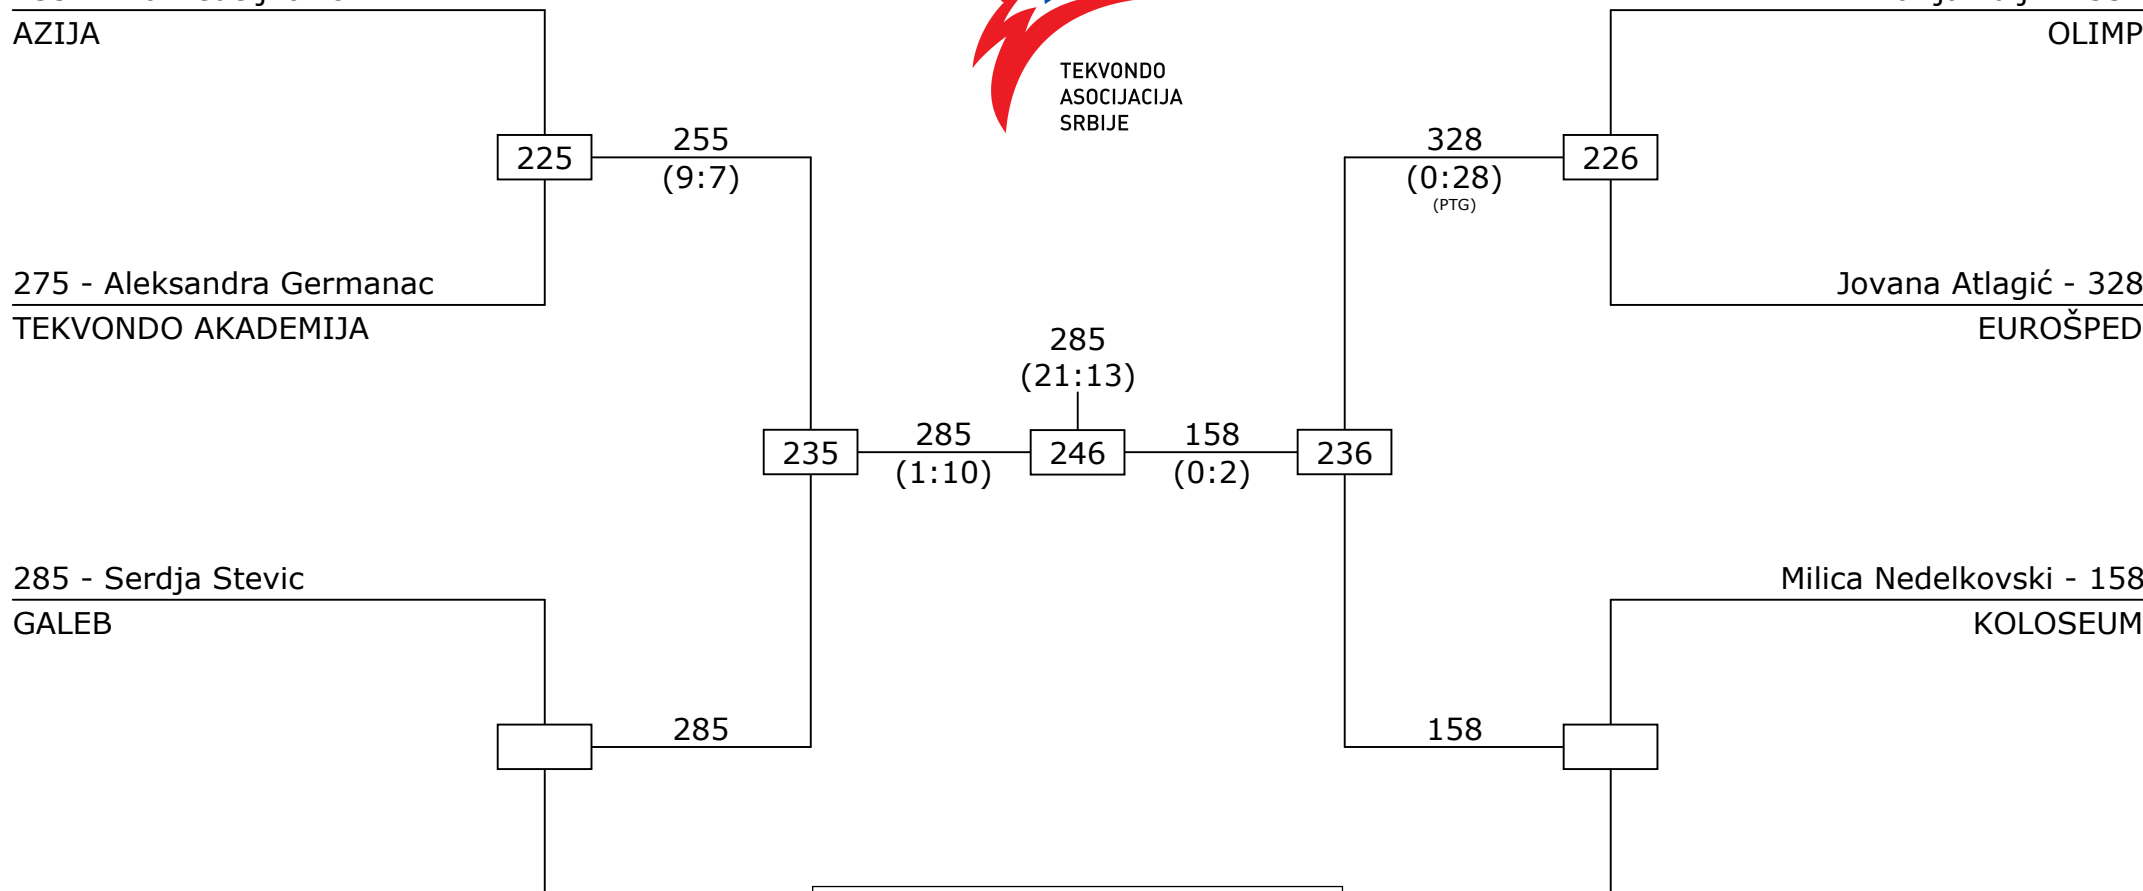 AZIJA
OLIMP
TEKVONDO
ASOCIJACIJA
SRBIJE
225
255
(9:7)
328
(0:28)
(PTG)
226
275 - Aleksandra Germanac
TEKVONDO AKADEMIJA
Jovana Atlagić - 328
EUROŠPED
285
(21:13)
235
285
(1:10)
246
158
(0:2)
236
285 - Serdja Stevic
GALEB
Milica Nedelkovski - 158
KOLOSEUM
285
158